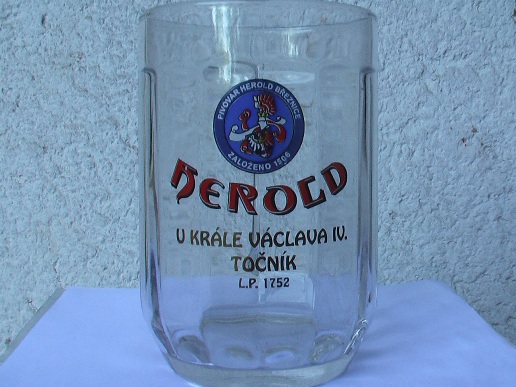 PIVOVAR HEROLD BŘEZNICE
ZALOŽENO 1506
HEROLD
U KRÁLE VÁCLAVA IV.
TOČNÍK
L.P. 1752